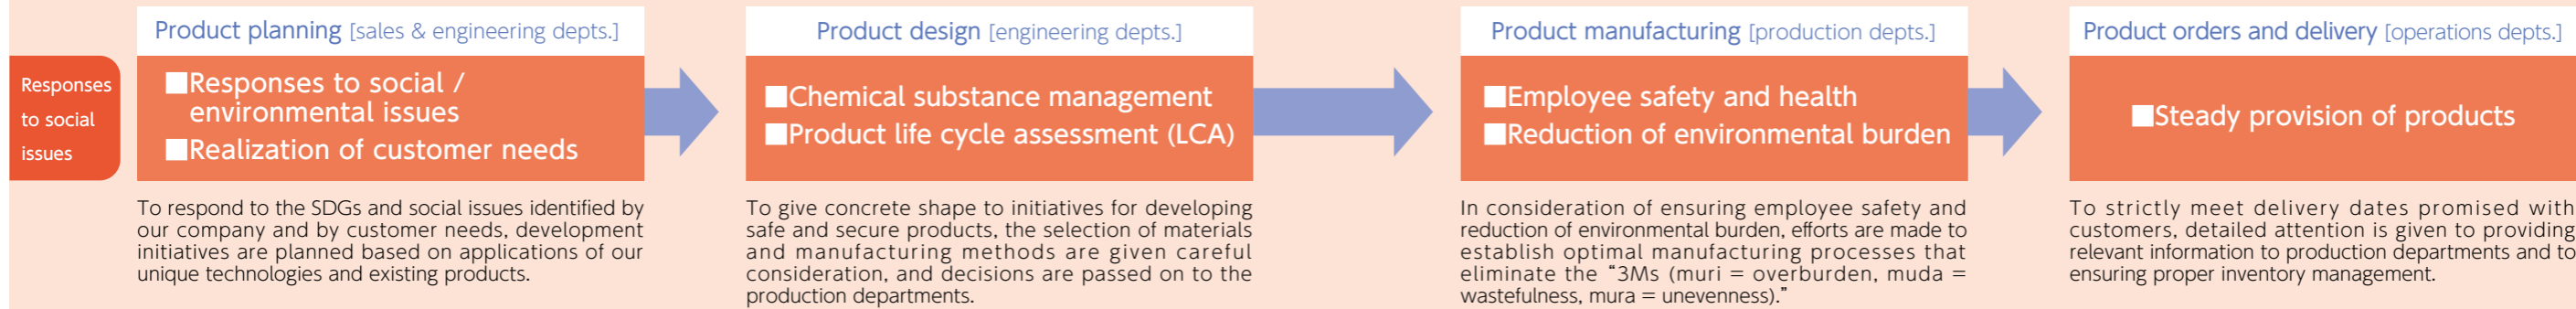 Responses
to social
issues
Product planning [sales & engineering depts.]
■Responses to social /
environmental issues
■Realization of customer needs
To respond to the SDGs and social issues identified by
our company and by customer needs, development
initiatives are planned based on applications of our
unique technologies and existing products.
Product design [engineering depts.]
■Chemical substance management
■Product life cycle assessment (LCA)
To give concrete shape to initiatives for developing
safe and secure products, the selection of materials
and manufacturing methods are given careful
consideration, and decisions are passed on to the
production departments.
Product manufacturing [production depts.]
■Employee safety and health
■Reduction of environmental burden
In consideration of ensuring employee safety and
reduction of environmental burden, efforts are made to
establish optimal manufacturing processes that
eliminate the “3Ms (muri = overburden, muda =
wastefulness, mura = unevenness).”
Product orders and delivery [operations depts.]
■Steady provision of products
To strictly meet delivery dates promised with
customers, detailed attention is given to providing
relevant information to production departments and to
ensuring proper inventory management.